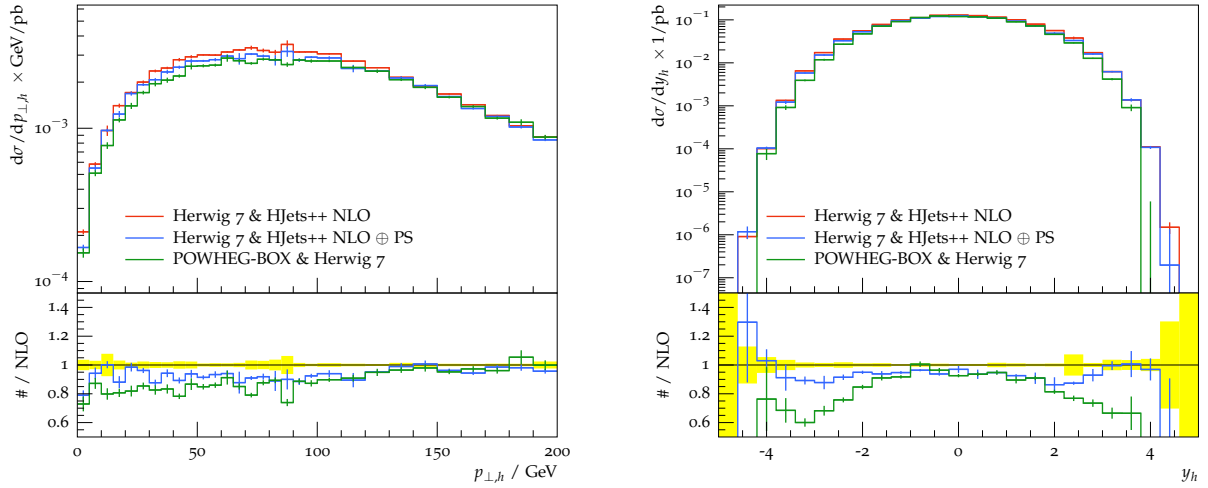 dσ/dp⊥,h × GeV/pb
10⁻³
10⁻⁴
Herwig 7 & HJets++ NLO
Herwig 7 & HJets++ NLO ⊕ PS
POWHEG-BOX & Herwig 7
# / NLO
1.4
1.2
1
0.8
0.6
0 50 100 150 200
p⊥,h / GeV
dσ/dyh × 1/pb
10⁻¹
10⁻²
10⁻³
10⁻⁴
10⁻⁵
10⁻⁶
10⁻⁷
Herwig 7 & HJets++ NLO
Herwig 7 & HJets++ NLO ⊕ PS
POWHEG-BOX & Herwig 7
# / NLO
1.4
1.2
1
0.8
0.6
-4 -2 0 2 4
yh